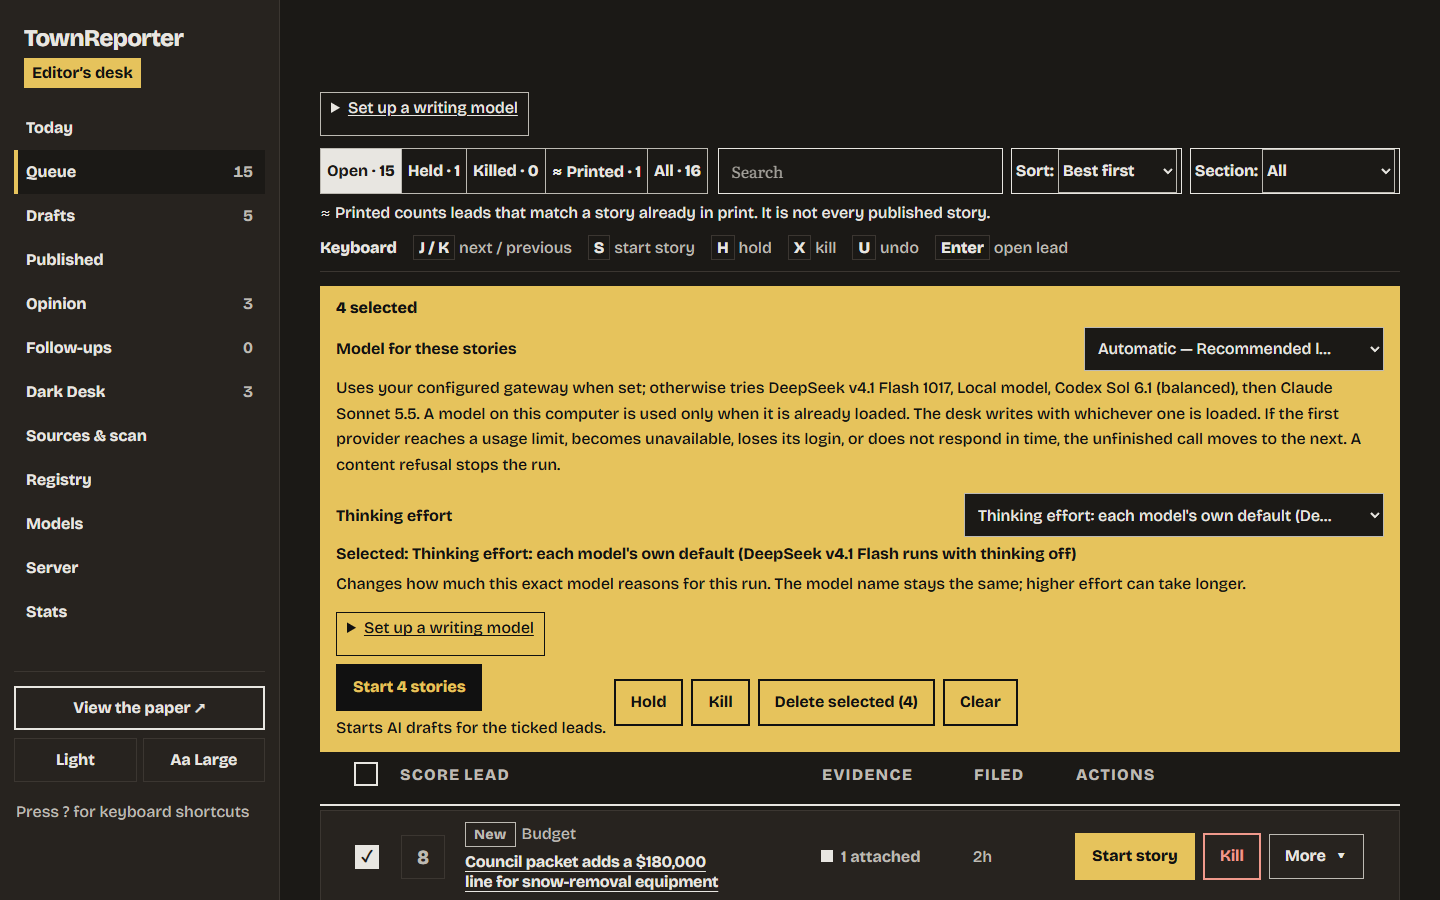 TownReporter
Editor's desk
Today
Queue 15
Drafts 5
Published
Opinion 3
Follow-ups 0
Dark Desk 3
Sources & scan
Registry
Models
Server
Stats
View the paper ↗
Light Aa Large
Press ? for keyboard shortcuts
▶ Set up a writing model
Open · 15 Held · 1 Killed · 0 ≈ Printed · 1 All · 16 Search Sort: Best first Section: All
≈ Printed counts leads that match a story already in print. It is not every published story.
Keyboard J / K next / previous S start story H hold X kill U undo Enter open lead
4 selected
Model for these stories Automatic — Recommended l...
Uses your configured gateway when set; otherwise tries DeepSeek v4.1 Flash 1017, Local model, Codex Sol 6.1 (balanced), then Claude
Sonnet 5.5. A model on this computer is used only when it is already loaded. The desk writes with whichever one is loaded. If the first
provider reaches a usage limit, becomes unavailable, loses its login, or does not respond in time, the unfinished call moves to the next. A
content refusal stops the run.
Thinking effort Thinking effort: each model's own default (De...
Selected: Thinking effort: each model's own default (DeepSeek v4.1 Flash runs with thinking off)
Changes how much this exact model reasons for this run. The model name stays the same; higher effort can take longer.
▶ Set up a writing model
Start 4 stories Hold Kill Delete selected (4) Clear
Starts AI drafts for the ticked leads.
SCORE LEAD EVIDENCE FILED ACTIONS
New Budget
8 Council packet adds a $180,000 1 attached 2h Start story Kill More ▼
line for snow-removal equipment